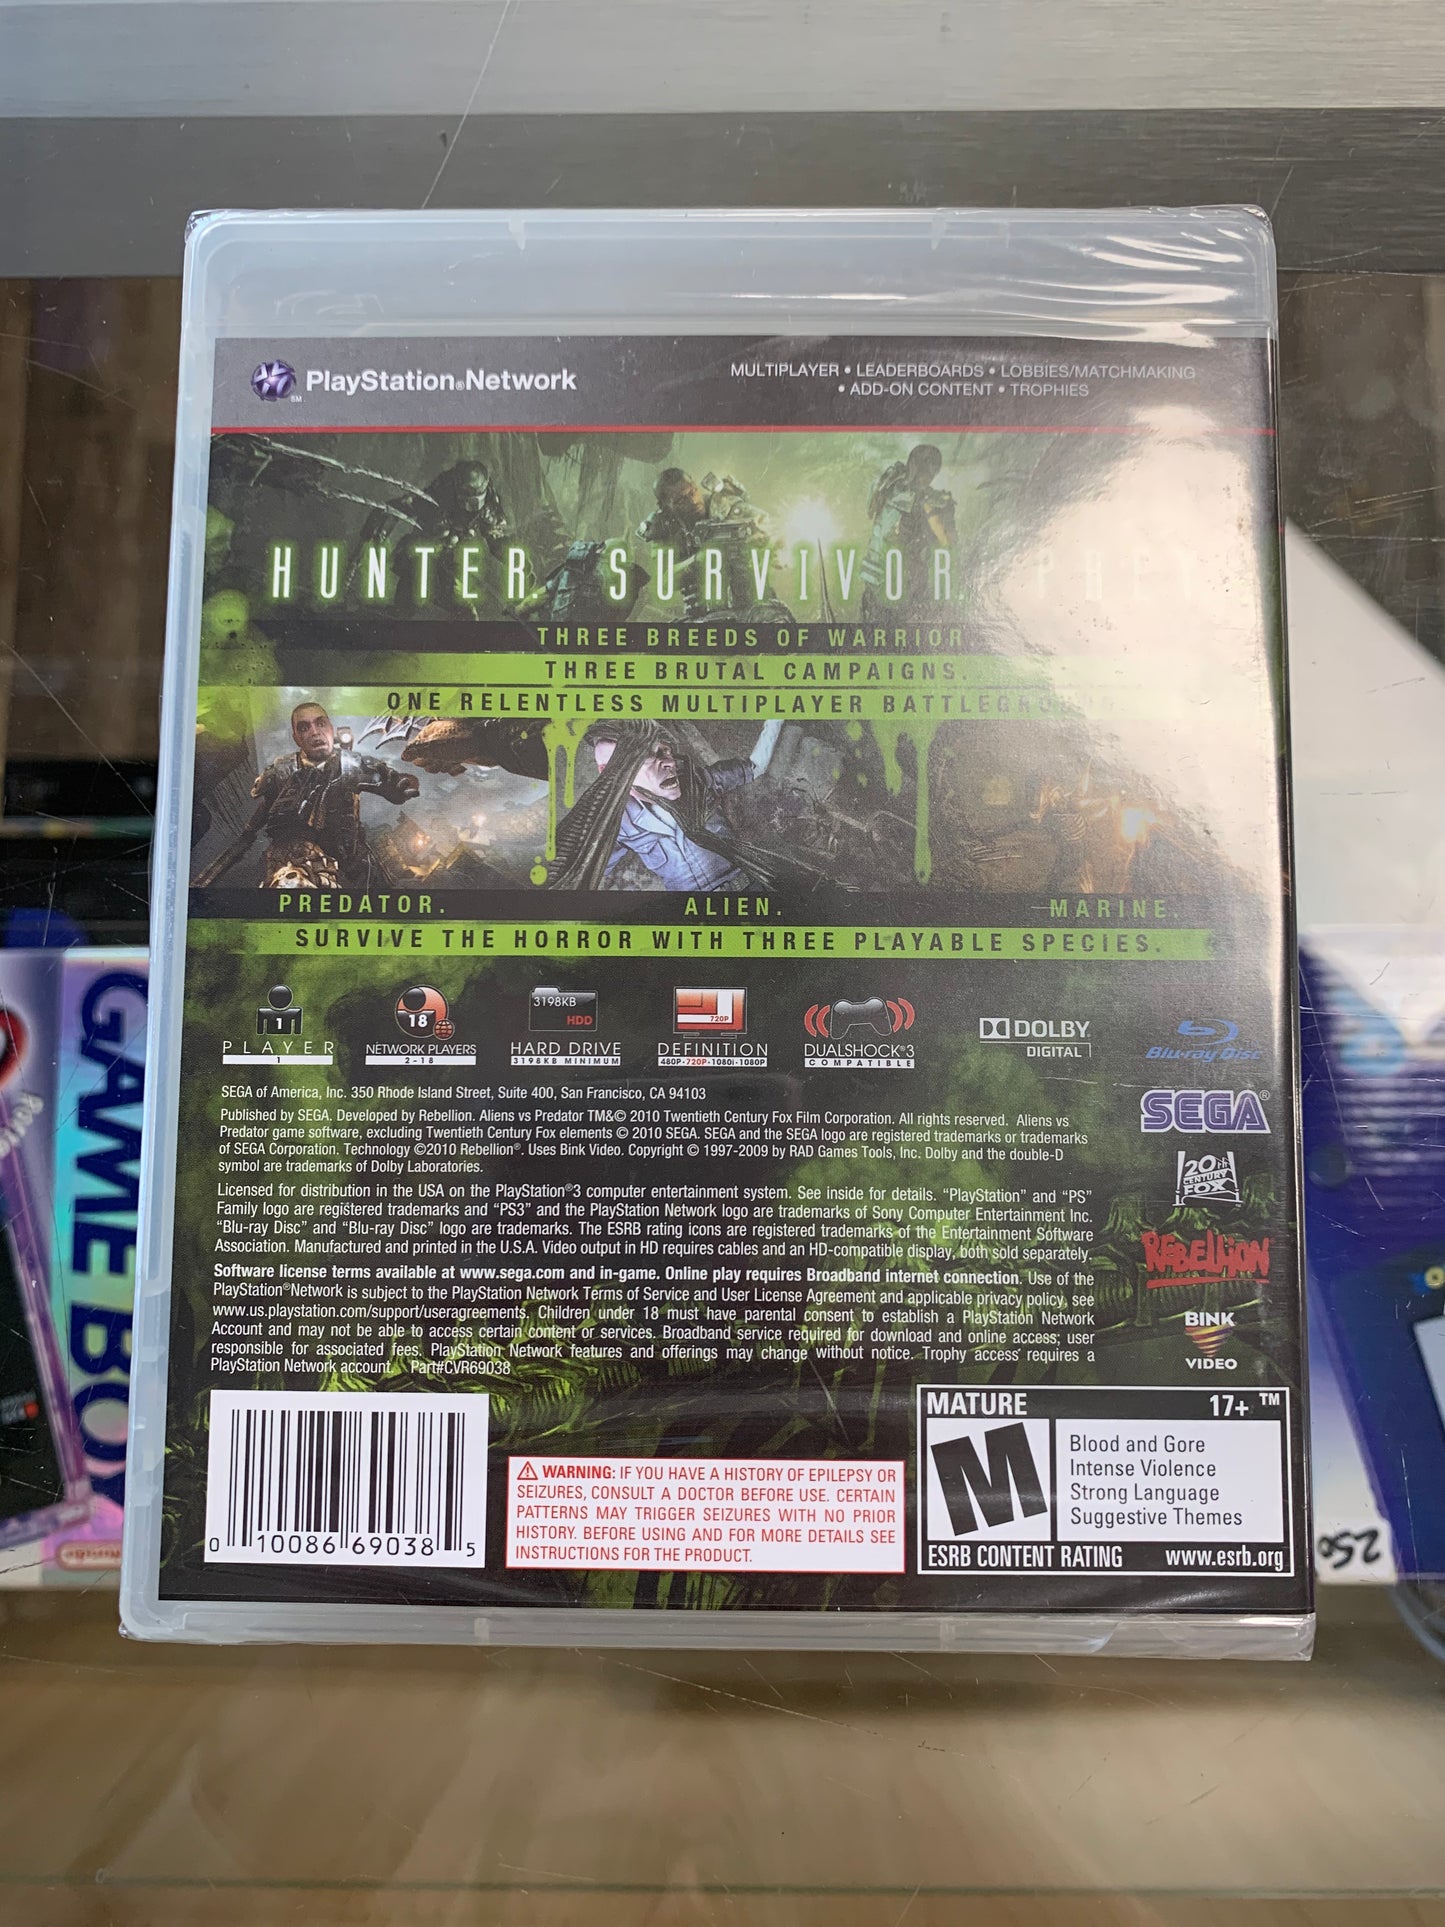 PlayStation®Network
SM
MULTIPLAYER • LEADERBOARDS • LOBBIES/MATCHMAKING
• ADD-ON CONTENT • TROPHIES
HUNTER. SURVIVOR. PREY
THREE BREEDS OF WARRIOR
THREE BRUTAL CAMPAIGNS.
ONE RELENTLESS MULTIPLAYER BATTLEGROUND.
PREDATOR. ALIEN. MARINE.
SURVIVE THE HORROR WITH THREE PLAYABLE SPECIES.
1
PLAYER
1
18
NETWORK PLAYERS
2-18
3198KB
HDD
HARD DRIVE
3198KB MINIMUM
720P
DEFINITION
480P•720P•1080i•1080P
DUALSHOCK®3
COMPATIBLE
DOLBY
DIGITAL
Blu-ray Disc
SEGA of America, Inc. 350 Rhode Island Street, Suite 400, San Francisco, CA 94103
Published by SEGA. Developed by Rebellion. Aliens vs Predator TM&© 2010 Twentieth Century Fox Film Corporation. All rights reserved. Aliens vs
Predator game software, excluding Twentieth Century Fox elements © 2010 SEGA. SEGA and the SEGA logo are registered trademarks or trademarks
of SEGA Corporation. Technology ©2010 Rebellion®. Uses Bink Video. Copyright © 1997-2009 by RAD Games Tools, Inc. Dolby and the double-D
symbol are trademarks of Dolby Laboratories.
Licensed for distribution in the USA on the PlayStation®3 computer entertainment system. See inside for details. “PlayStation” and “PS”
Family logo are registered trademarks and “PS3” and the PlayStation Network logo are trademarks of Sony Computer Entertainment Inc.
“Blu-ray Disc” and “Blu-ray Disc” logo are trademarks. The ESRB rating icons are registered trademarks of the Entertainment Software
Association. Manufactured and printed in the U.S.A. Video output in HD requires cables and an HD-compatible display, both sold separately.
Software license terms available at www.sega.com and in-game. Online play requires Broadband internet connection. Use of the
PlayStation®Network is subject to the PlayStation Network Terms of Service and User License Agreement and applicable privacy policy, see
www.us.playstation.com/support/useragreements. Children under 18 must have parental consent to establish a PlayStation Network
Account and may not be able to access certain content or services. Broadband service required for download and online access; user
responsible for associated fees. PlayStation Network features and offerings may change without notice. Trophy access requires a
PlayStation Network account. Part#CVR69038
SEGA®
20TH
CENTURY
FOX
REBELLION
BINK
VIDEO
0 10086 69038 5
WARNING: IF YOU HAVE A HISTORY OF EPILEPSY OR
SEIZURES, CONSULT A DOCTOR BEFORE USE. CERTAIN
PATTERNS MAY TRIGGER SEIZURES WITH NO PRIOR
HISTORY. BEFORE USING AND FOR MORE DETAILS SEE
INSTRUCTIONS FOR THE PRODUCT.
MATURE 17+ ™
M
Blood and Gore
Intense Violence
Strong Language
Suggestive Themes
ESRB CONTENT RATING www.esrb.org
GAME BO
250